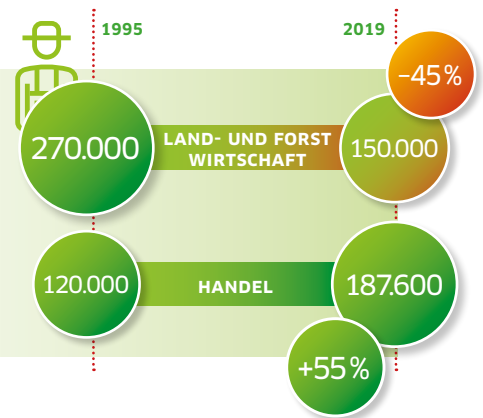 1995
2019
-45%
270.000
LAND- UND FORST
WIRTSCHAFT
150.000
120.000
HANDEL
187.600
+55%